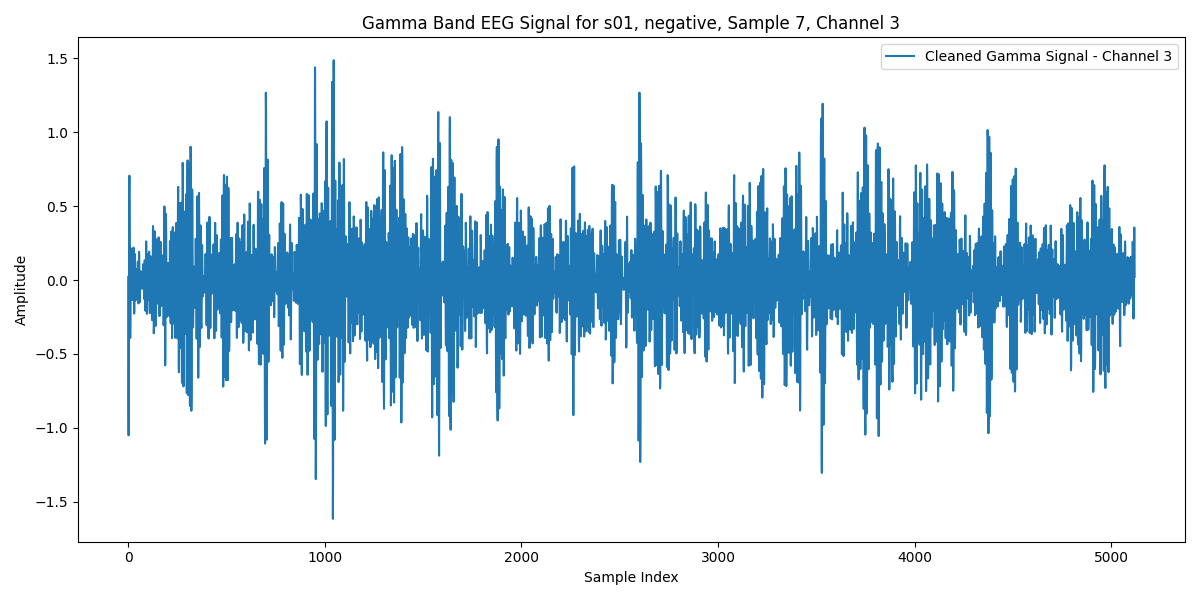 Gamma Band EEG Signal for s01, negative, Sample 7, Channel 3
Cleaned Gamma Signal - Channel 3
1.5
1.0
0.5
0.0
−0.5
−1.0
−1.5
Amplitude
0 1000 2000 3000 4000 5000
Sample Index